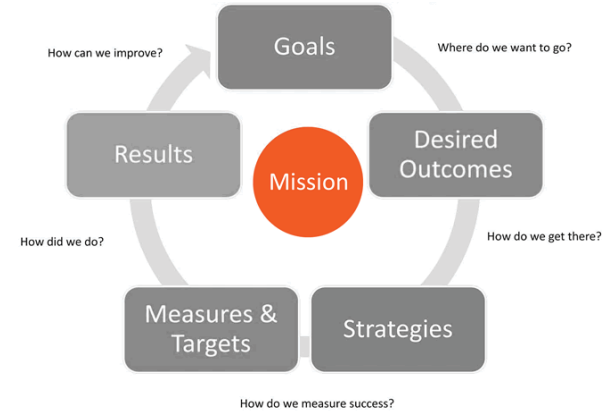 Goals
How can we improve?
Where do we want to go?
Results
Desired
Outcomes
Mission
How did we do?
How do we get there?
Measures &
Targets
Strategies
How do we measure success?